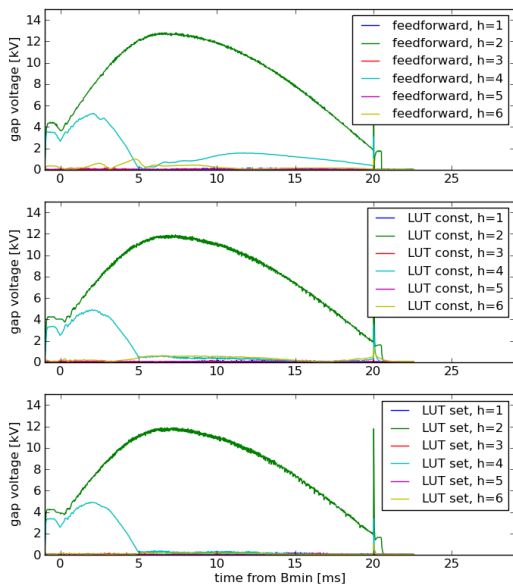 gap voltage [kV]
14
12
10
8
6
4
2
0
0
5
10
15
20
25
feedforward, h=1
feedforward, h=2
feedforward, h=3
feedforward, h=4
feedforward, h=5
feedforward, h=6
gap voltage [kV]
14
12
10
8
6
4
2
0
0
5
10
15
20
25
LUT const, h=1
LUT const, h=2
LUT const, h=3
LUT const, h=4
LUT const, h=5
LUT const, h=6
gap voltage [kV]
14
12
10
8
6
4
2
0
0
5
10
15
20
25
LUT set, h=1
LUT set, h=2
LUT set, h=3
LUT set, h=4
LUT set, h=5
LUT set, h=6
time from Bmin [ms]